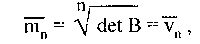 m̅ₙ = ⁿ√(det B) = v̅ₙ ,